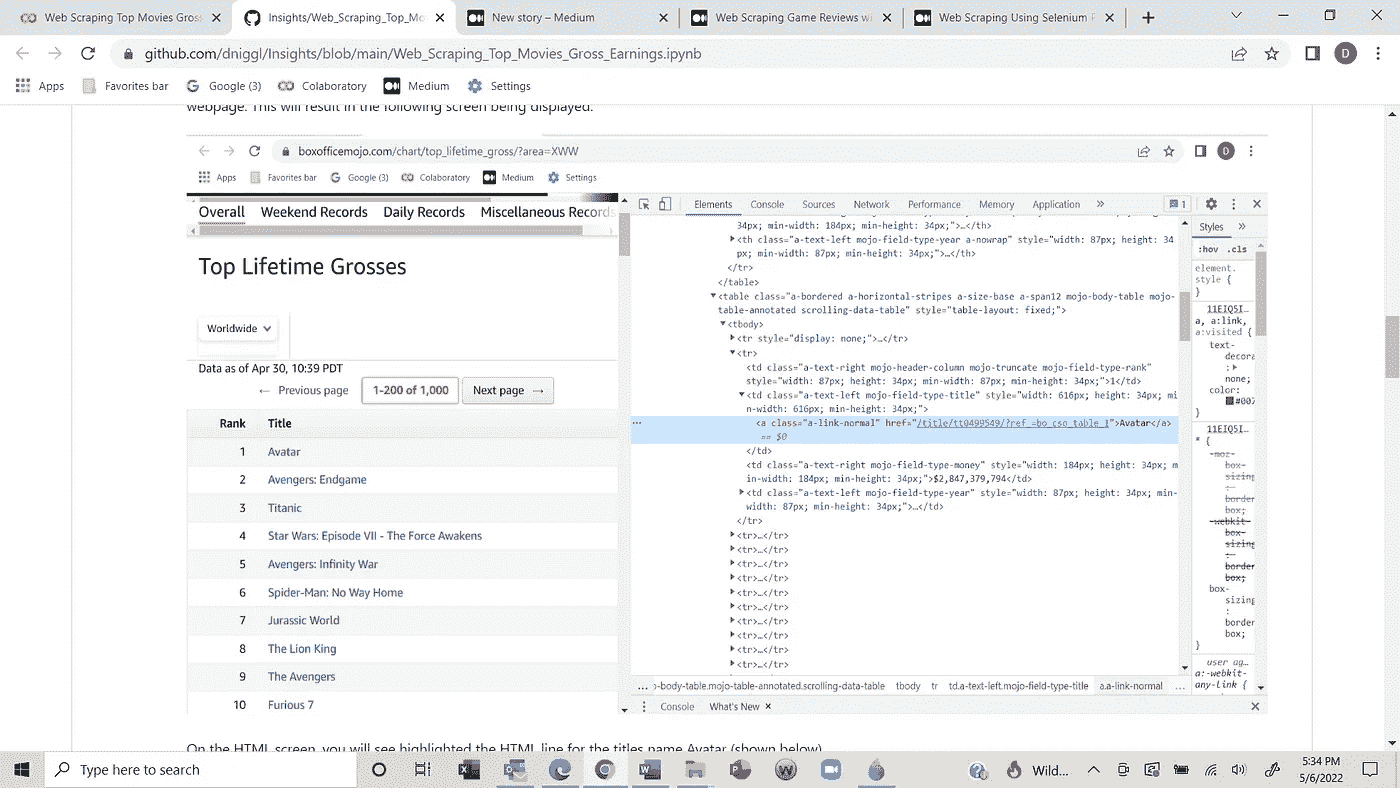 Web Scraping Top Movies Gros
Insights/Web_Scraping_Top_Mo
New story – Medium
Web Scraping Game Reviews wi
Web Scraping Using Selenium P
github.com/dniggl/Insights/blob/main/Web_Scraping_Top_Movies_Gross_Earnings.ipynb
D
Apps Favorites bar Google (3) Colaboratory Medium Settings
webpage. This will result in the following screen being displayed.
boxofficemojo.com/chart/top_lifetime_gross/?area=XWW
D
Apps Favorites bar Google (3) Colaboratory Medium Settings
Overall Weekend Records Daily Records Miscellaneous Records
Top Lifetime Grosses
Worldwide
Data as of Apr 30, 10:39 PDT
← Previous page 1-200 of 1,000 Next page →
Rank Title
1 Avatar
2 Avengers: Endgame
3 Titanic
4 Star Wars: Episode VII - The Force Awakens
5 Avengers: Infinity War
6 Spider-Man: No Way Home
7 Jurassic World
8 The Lion King
9 The Avengers
10 Furious 7
Elements Console Sources Network Performance Memory Application » 1
34px; min-width: 184px; min-height: 34px;">…</th>
<th class="a-text-left mojo-field-type-year a-nowrap" style="width: 87px; height: 34
px; min-width: 87px; min-height: 34px;">…</th>
</tr>
</table>
<table class="a-bordered a-horizontal-stripes a-size-base a-span12 mojo-body-table mojo-
table-annotated scrolling-data-table" style="table-layout: fixed;">
<tbody>
<tr style="display: none;">…</tr>
<tr>
<td class="a-text-right mojo-header-column mojo-truncate mojo-field-type-rank"
style="width: 87px; height: 34px; min-width: 87px; min-height: 34px;">1</td>
<td class="a-text-left mojo-field-type-title" style="width: 616px; height: 34px; mi
n-width: 616px; min-height: 34px;">
<a class="a-link-normal" href="/title/tt0499549/?ref_=bo_cso_table_1">Avatar</a>
== $0
</td>
<td class="a-text-right mojo-field-type-money" style="width: 184px; height: 34px; m
in-width: 184px; min-height: 34px;">$2,847,379,794</td>
<td class="a-text-left mojo-field-type-year" style="width: 87px; height: 34px; min-
width: 87px; min-height: 34px;">…</td>
</tr>
<tr>…</tr>
<tr>…</tr>
<tr>…</tr>
<tr>…</tr>
<tr>…</tr>
<tr>…</tr>
<tr>…</tr>
<tr>…</tr>
<tr>…</tr>
<tr>…</tr>
… o-body-table.mojo-table-annotated.scrolling-data-table tbody tr td.a-text-left.mojo-field-type-title a.a-link-normal …
Console What's New ×
Styles »
:hov .cls
element.
style {
}
11EIQ5I…
a, a:link,
a:visited {
text-
decora
:
none;
color:
#007
}
11EIQ5I…
* {
-moz-
box-
sizing
:
border
box;
-webkit-
box-
sizing
:
border
box;
box-
sizing
:
border
box;
}
user ag…
a:-webkit-
any-link {
On the HTML screen, you will see highlighted the HTML line for the titles name Avatar (shown below)
Type here to search
Wild...
5:34 PM
5/6/2022